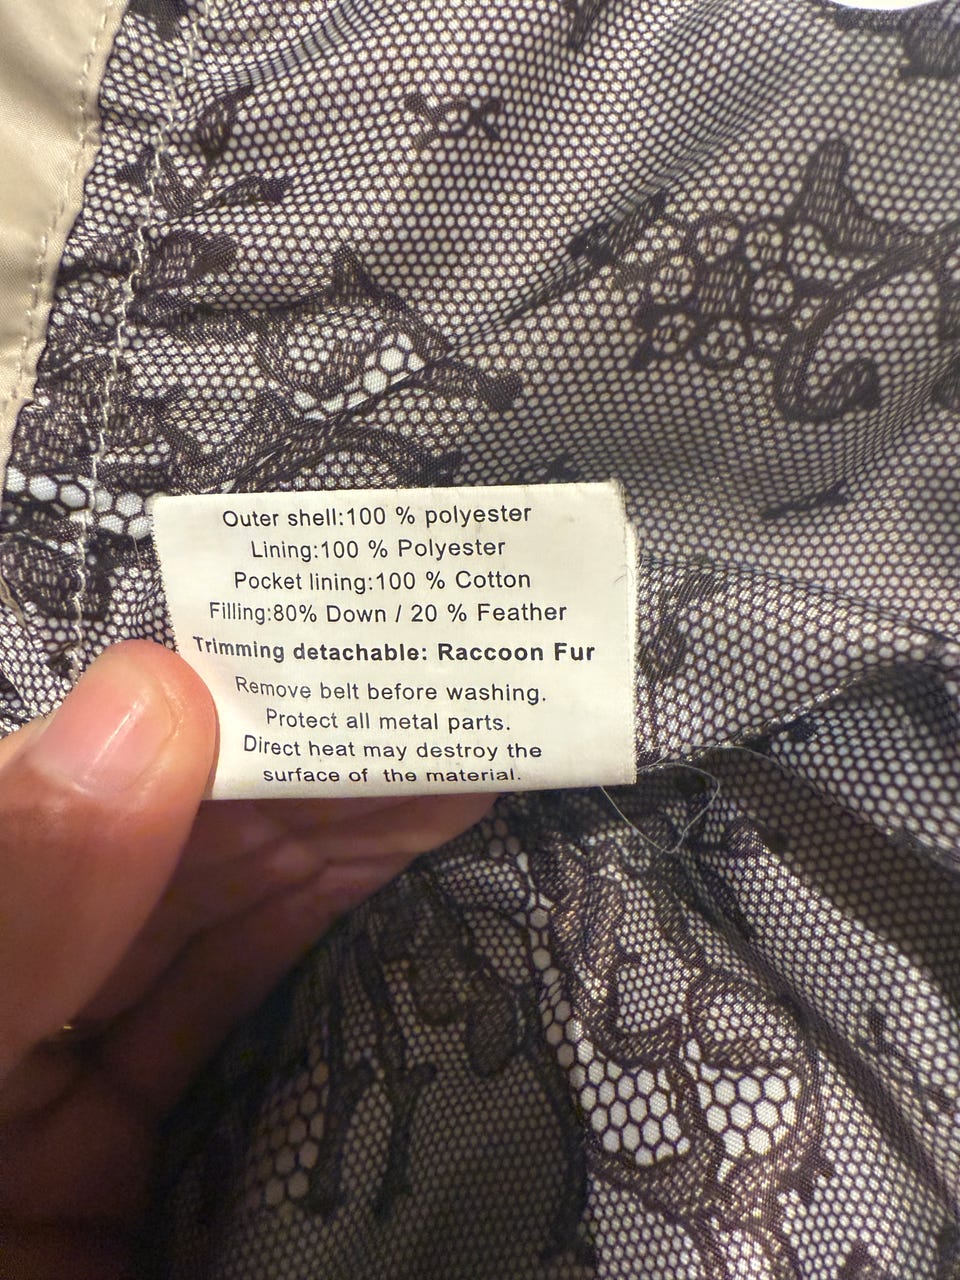 Outer shell:100 % polyester
Lining:100 % Polyester
Pocket lining:100 % Cotton
Filling:80% Down / 20 % Feather
Trimming detachable: Raccoon Fur
Remove belt before washing.
Protect all metal parts.
Direct heat may destroy the
surface of the material.